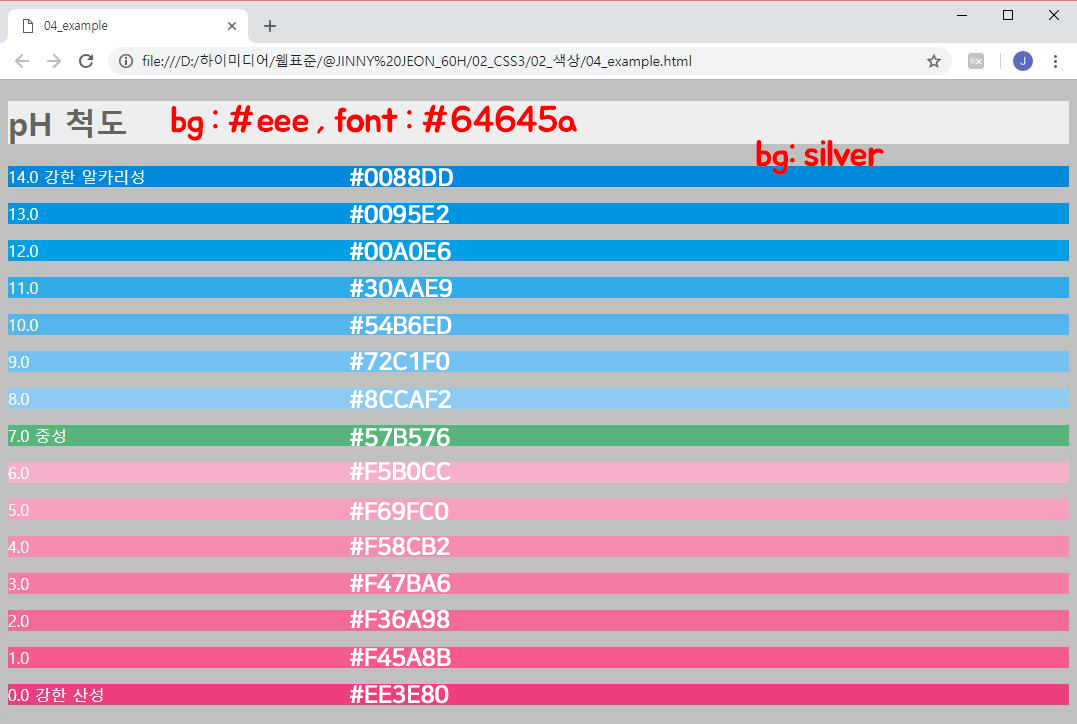 04_example
file:///D:/하이미디어/웰표준/@JINNY%20JEON_60H/02_CSS3/02_색상/04_example.html
J
pH 척도 bg : #eee , font : #64645a
bg: silver
14.0 강한 알카리성 #0088DD
13.0 #0095E2
12.0 #00A0E6
11.0 #30AAE9
10.0 #54B6ED
9.0 #72C1F0
8.0 #8CCAF2
7.0 중성 #57B576
6.0 #F5B0CC
5.0 #F69FC0
4.0 #F58CB2
3.0 #F47BA6
2.0 #F36A98
1.0 #F45A8B
0.0 강한 산성 #EE3E80